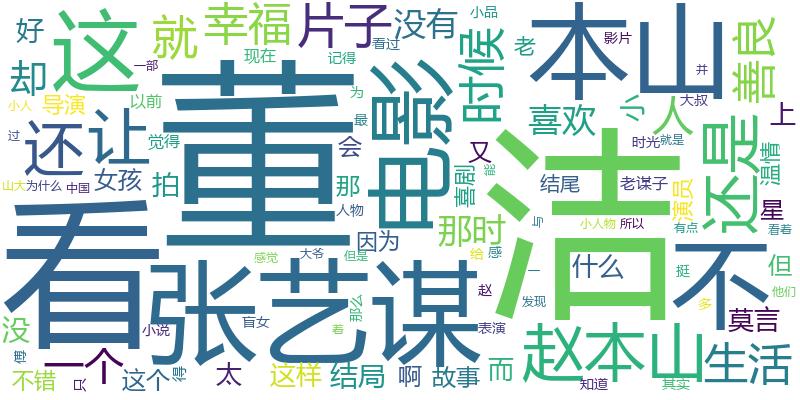 好
这
就
幸福
片子
没有
小品
本山
影片
善良
却
一部
现在
记得
看过
时候
老
并
导演
以前
董
为
电影
喜欢
小
人
大叔
上
小人
还
让
觉得
最
会
时光
就是
还是
温情
过
女孩
拍
那
喜剧
又
能
洁
结尾
老谋子
演员
星
山大
为什么
中国
人物
那时
与
小人物
所以
有点
看着
看
张艺谋
因为
感觉
大爷
但是
给
感
什么
不
但
一
赵
发现
挺
他们
多
没
小说
盲女
着
那么
表演
莫言
傅
一个
只
不错
这个
得
太
这样
结局
啊
故事
而
赵本山
知道
其实
生活